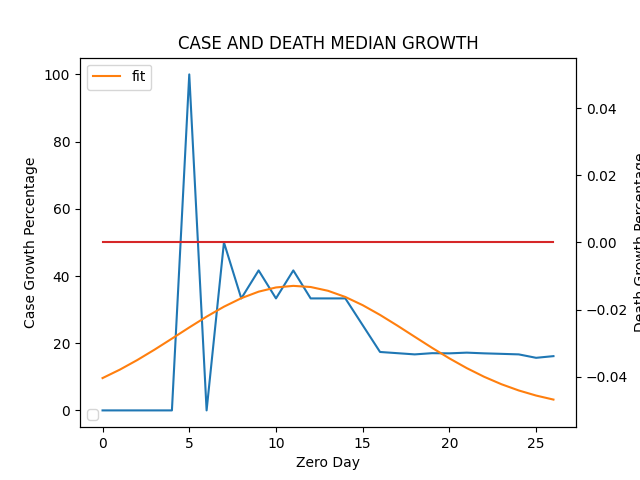 CASE AND DEATH MEDIAN GROWTH
fit
100
80
60
40
20
0
Case Growth Percentage
0.04
0.02
0.00
−0.02
−0.04
Death Growth Percentage
0 5 10 15 20 25
Zero Day